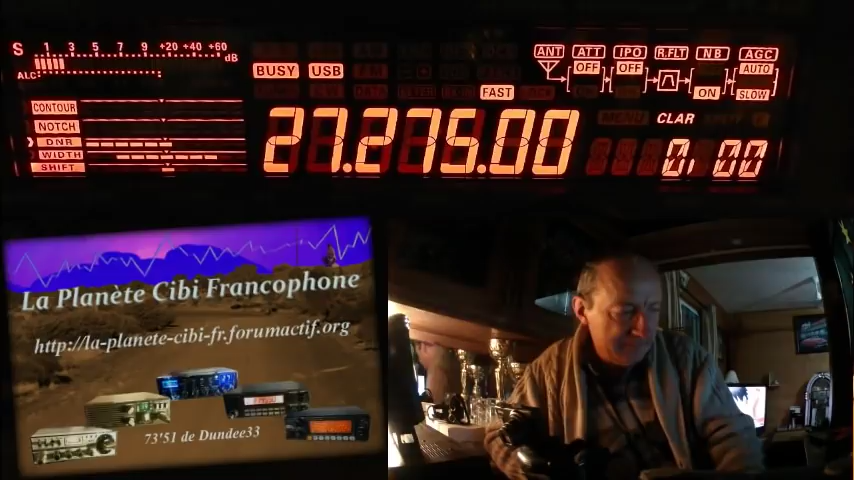 S 1 3 5 7 9 +20 +40 +60 dB
ALC
BUSY USB
FAST
ANT ATT IPO R.FLT NB AGC
OFF OFF AUTO
ON SLOW
CONTOUR
NOTCH
DNR
WIDTH
SHIFT
27.275.00
MENU CLAR
0.00
La Planète Cibi Francophone
http://la-planete-cibi-fr.forumactif.org
73'51 de Dundee33